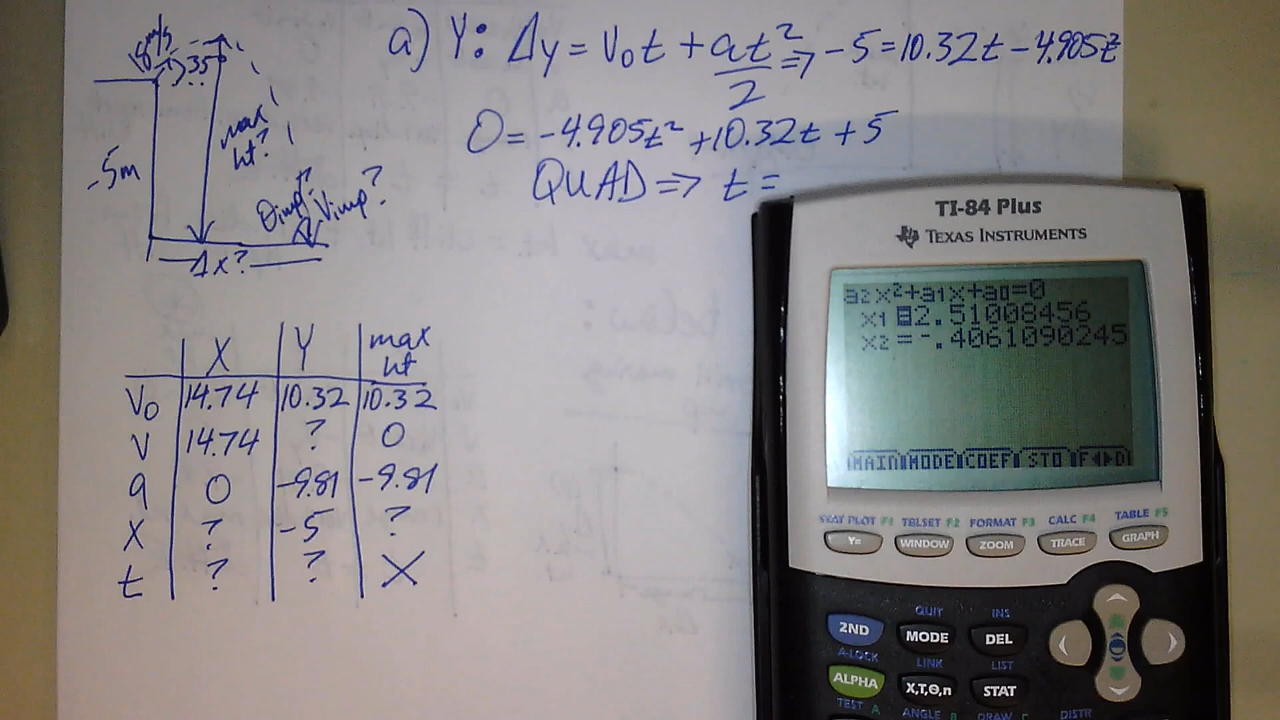 a) Y: Δy = V₀t + at²/2 ⇒ -5 = 10.32t - 4.905t²
0 = -4.905t² + 10.32t + 5
QUAD ⇒ t =
18 m/s
35
max ht?
-5m
θimp?
Vimp?
Δx?
X Y max ht
V₀ 14.74 10.32 10.32
V 14.74 ? 0
a 0 -9.81 -9.81
X ? -5 ?
t ? ? X
TI-84 Plus
TEXAS INSTRUMENTS
a2x²+a1x+a0=0
x1=2.51008456
x2=-.4061090245
MAIN MODE COEF STO F◄►D
STAT PLOT F1 TBLSET F2 FORMAT F3 CALC F4 TABLE F5
Y= WINDOW ZOOM TRACE GRAPH
QUIT INS
2ND MODE DEL
A-LOCK LINK LIST
ALPHA X,T,Θ,n STAT
TEST A ANGLE B DRAW C DISTR